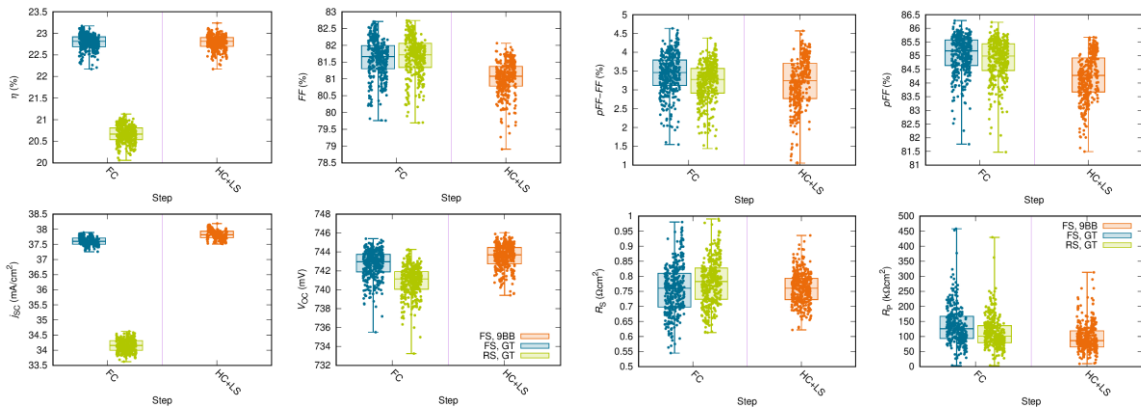 23.5
23
22.5
22
21.5
21
20.5
20
η (%)
FC
HC+LS
Step
83
82.5
82
81.5
81
80.5
80
79.5
79
78.5
FF (%)
FC
HC+LS
Step
5
4.5
4
3.5
3
2.5
2
1.5
1
pFF−FF (%)
FC
HC+LS
Step
86.5
86
85.5
85
84.5
84
83.5
83
82.5
82
81.5
81
pFF (%)
FC
HC+LS
Step
38.5
38
37.5
37
36.5
36
35.5
35
34.5
34
33.5
jSC (mA/cm²)
FC
HC+LS
Step
748
746
744
742
740
738
736
734
732
VOC (mV)
FS, 9BB
FS, GT
RS, GT
FC
HC+LS
Step
1
0.95
0.9
0.85
0.8
0.75
0.7
0.65
0.6
0.55
0.5
RS (Ωcm²)
FC
HC+LS
Step
500
450
400
350
300
250
200
150
100
50
0
RP (kΩcm²)
FS, 9BB
FS, GT
RS, GT
FC
HC+LS
Step